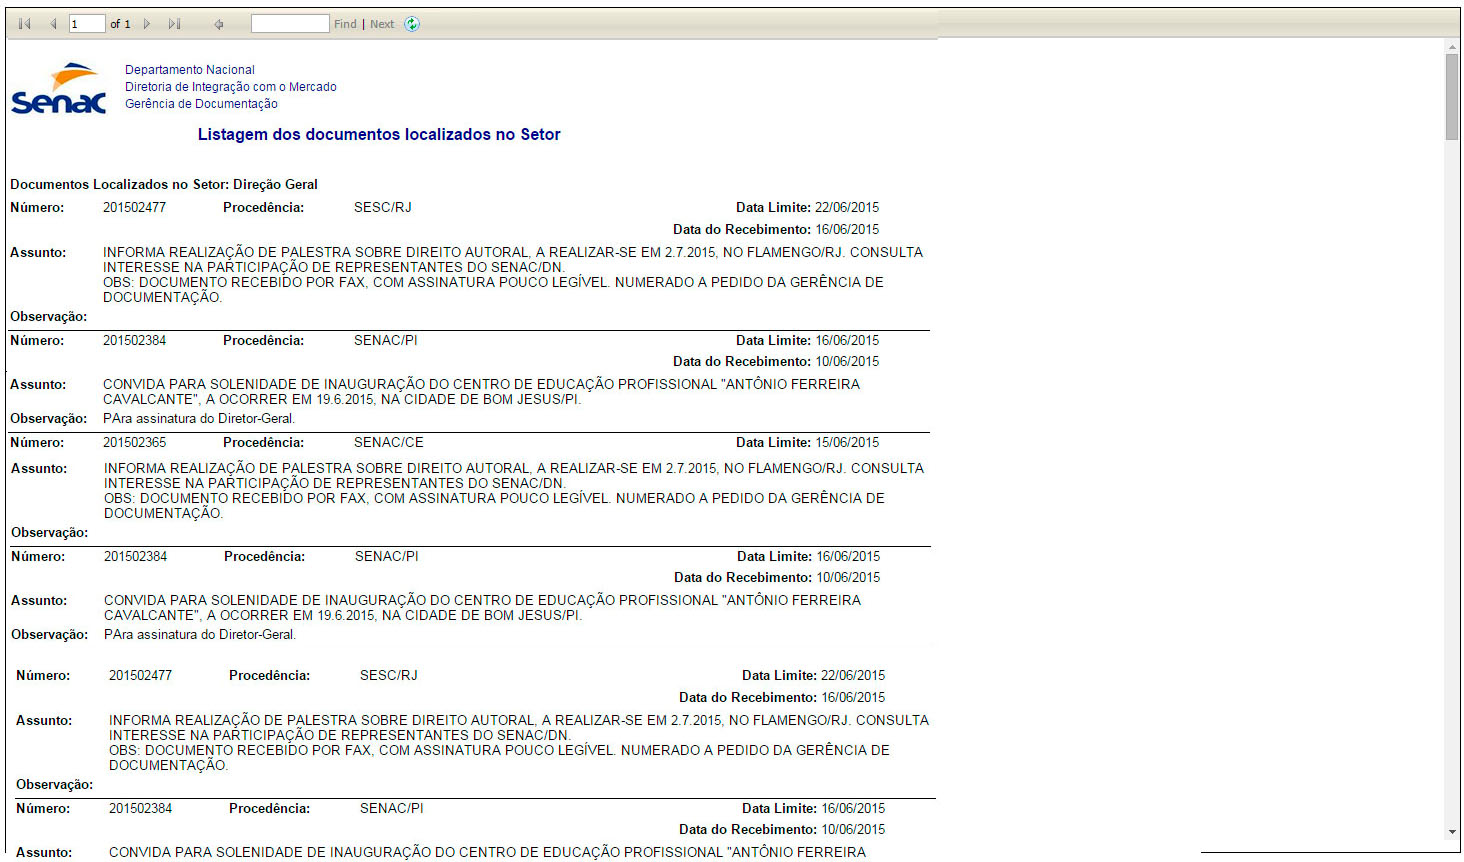 1 of 1 Find | Next
Senac
Departamento Nacional
Diretoria de Integração com o Mercado
Gerência de Documentação
Listagem dos documentos localizados no Setor
Documentos Localizados no Setor: Direção Geral
Número: 201502477 Procedência: SESC/RJ Data Limite: 22/06/2015
Data do Recebimento: 16/06/2015
Assunto: INFORMA REALIZAÇÃO DE PALESTRA SOBRE DIREITO AUTORAL, A REALIZAR-SE EM 2.7.2015, NO FLAMENGO/RJ. CONSULTA
INTERESSE NA PARTICIPAÇÃO DE REPRESENTANTES DO SENAC/DN.
OBS: DOCUMENTO RECEBIDO POR FAX, COM ASSINATURA POUCO LEGÍVEL. NUMERADO A PEDIDO DA GERÊNCIA DE
DOCUMENTAÇÃO.
Observação:
Número: 201502384 Procedência: SENAC/PI Data Limite: 16/06/2015
Data do Recebimento: 10/06/2015
Assunto: CONVIDA PARA SOLENIDADE DE INAUGURAÇÃO DO CENTRO DE EDUCAÇÃO PROFISSIONAL "ANTÔNIO FERREIRA
CAVALCANTE", A OCORRER EM 19.6.2015, NA CIDADE DE BOM JESUS/PI.
Observação: PAra assinatura do Diretor-Geral.
Número: 201502365 Procedência: SENAC/CE Data Limite: 15/06/2015
Assunto: INFORMA REALIZAÇÃO DE PALESTRA SOBRE DIREITO AUTORAL, A REALIZAR-SE EM 2.7.2015, NO FLAMENGO/RJ. CONSULTA
INTERESSE NA PARTICIPAÇÃO DE REPRESENTANTES DO SENAC/DN.
OBS: DOCUMENTO RECEBIDO POR FAX, COM ASSINATURA POUCO LEGÍVEL. NUMERADO A PEDIDO DA GERÊNCIA DE
DOCUMENTAÇÃO.
Observação:
Número: 201502384 Procedência: SENAC/PI Data Limite: 16/06/2015
Data do Recebimento: 10/06/2015
Assunto: CONVIDA PARA SOLENIDADE DE INAUGURAÇÃO DO CENTRO DE EDUCAÇÃO PROFISSIONAL "ANTÔNIO FERREIRA
CAVALCANTE", A OCORRER EM 19.6.2015, NA CIDADE DE BOM JESUS/PI.
Observação: PAra assinatura do Diretor-Geral.
Número: 201502477 Procedência: SESC/RJ Data Limite: 22/06/2015
Data do Recebimento: 16/06/2015
Assunto: INFORMA REALIZAÇÃO DE PALESTRA SOBRE DIREITO AUTORAL, A REALIZAR-SE EM 2.7.2015, NO FLAMENGO/RJ. CONSULTA
INTERESSE NA PARTICIPAÇÃO DE REPRESENTANTES DO SENAC/DN.
OBS: DOCUMENTO RECEBIDO POR FAX, COM ASSINATURA POUCO LEGÍVEL. NUMERADO A PEDIDO DA GERÊNCIA DE
DOCUMENTAÇÃO.
Observação:
Número: 201502384 Procedência: SENAC/PI Data Limite: 16/06/2015
Data do Recebimento: 10/06/2015
Assunto: CONVIDA PARA SOLENIDADE DE INAUGURAÇÃO DO CENTRO DE EDUCAÇÃO PROFISSIONAL "ANTÔNIO FERREIRA